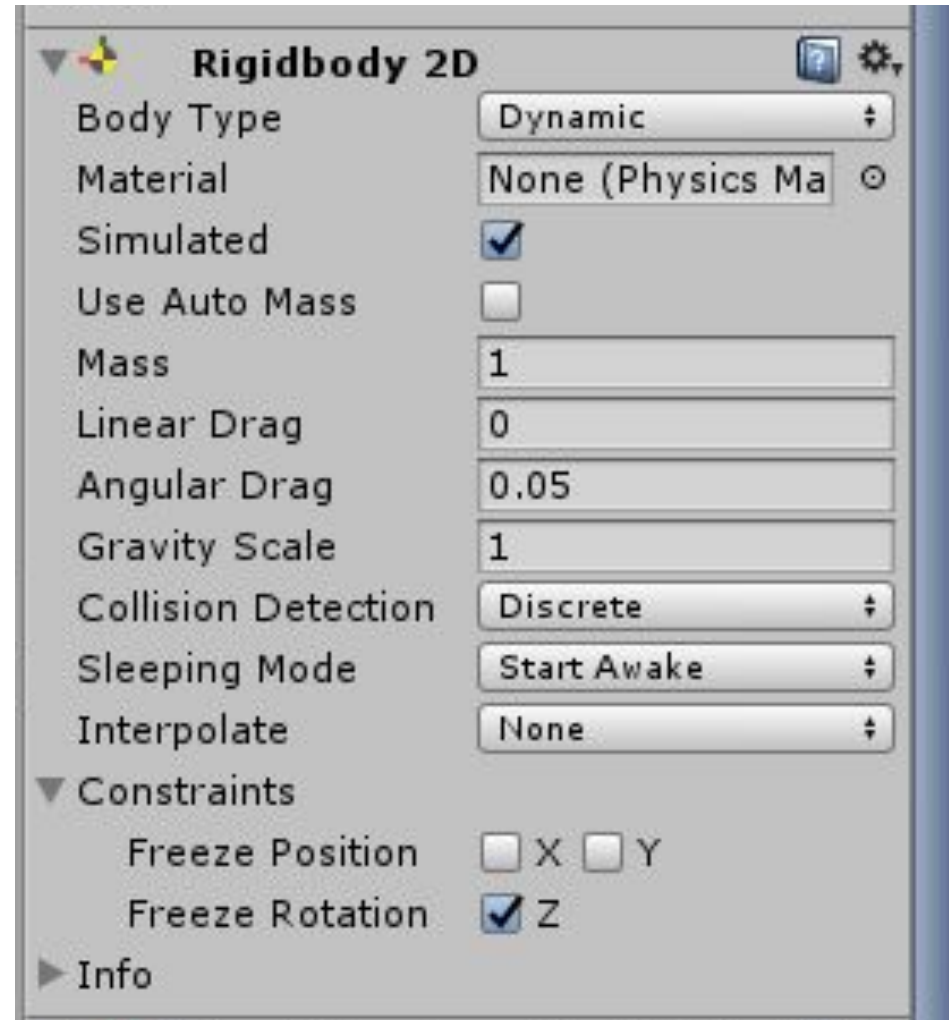 Rigidbody 2D
Body Type Dynamic
Material None (Physics Ma
Simulated
Use Auto Mass
Mass 1
Linear Drag 0
Angular Drag 0.05
Gravity Scale 1
Collision Detection Discrete
Sleeping Mode Start Awake
Interpolate None
Constraints
Freeze Position X Y
Freeze Rotation Z
Info